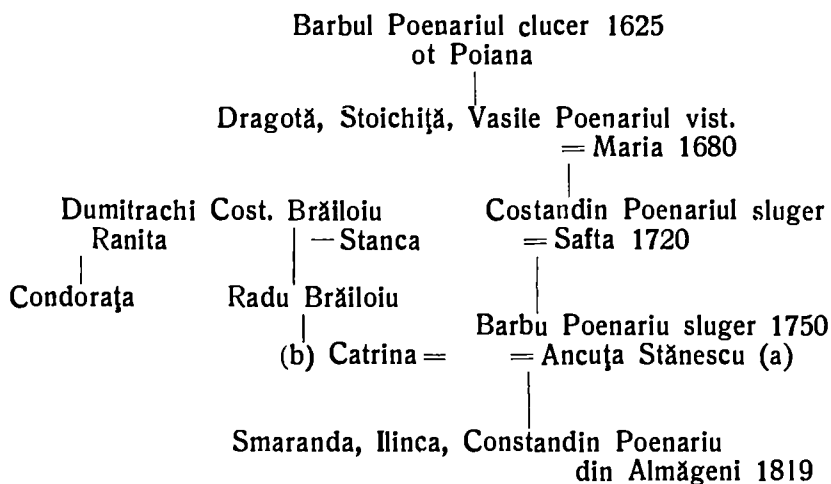 Barbul Poenariul clucer 1625
ot Poiana
Dragotă, Stoichiţă, Vasile Poenariul vist.
= Maria 1680
Dumitrachi Cost. Brăiloiu Costandin Poenariul sluger
Ranita — Stanca = Safta 1720
Condoraţa Radu Brăiloiu
Barbu Poenariu sluger 1750
(b) Catrina = = Ancuţa Stănescu (a)
Smaranda, Ilinca, Constandin Poenariu
din Almăgeni 1819